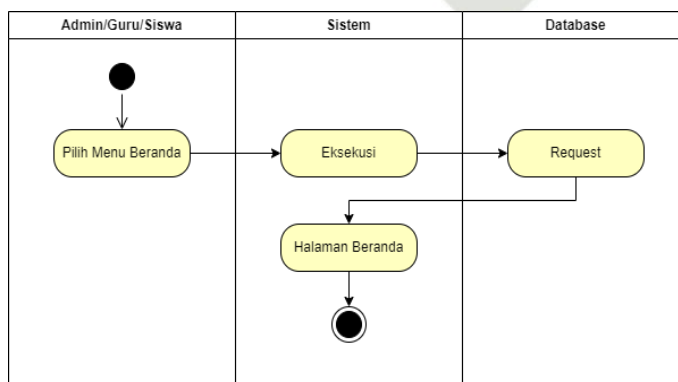 Admin/Guru/Siswa
Sistem
Database
Pilih Menu Beranda
Eksekusi
Request
Halaman Beranda